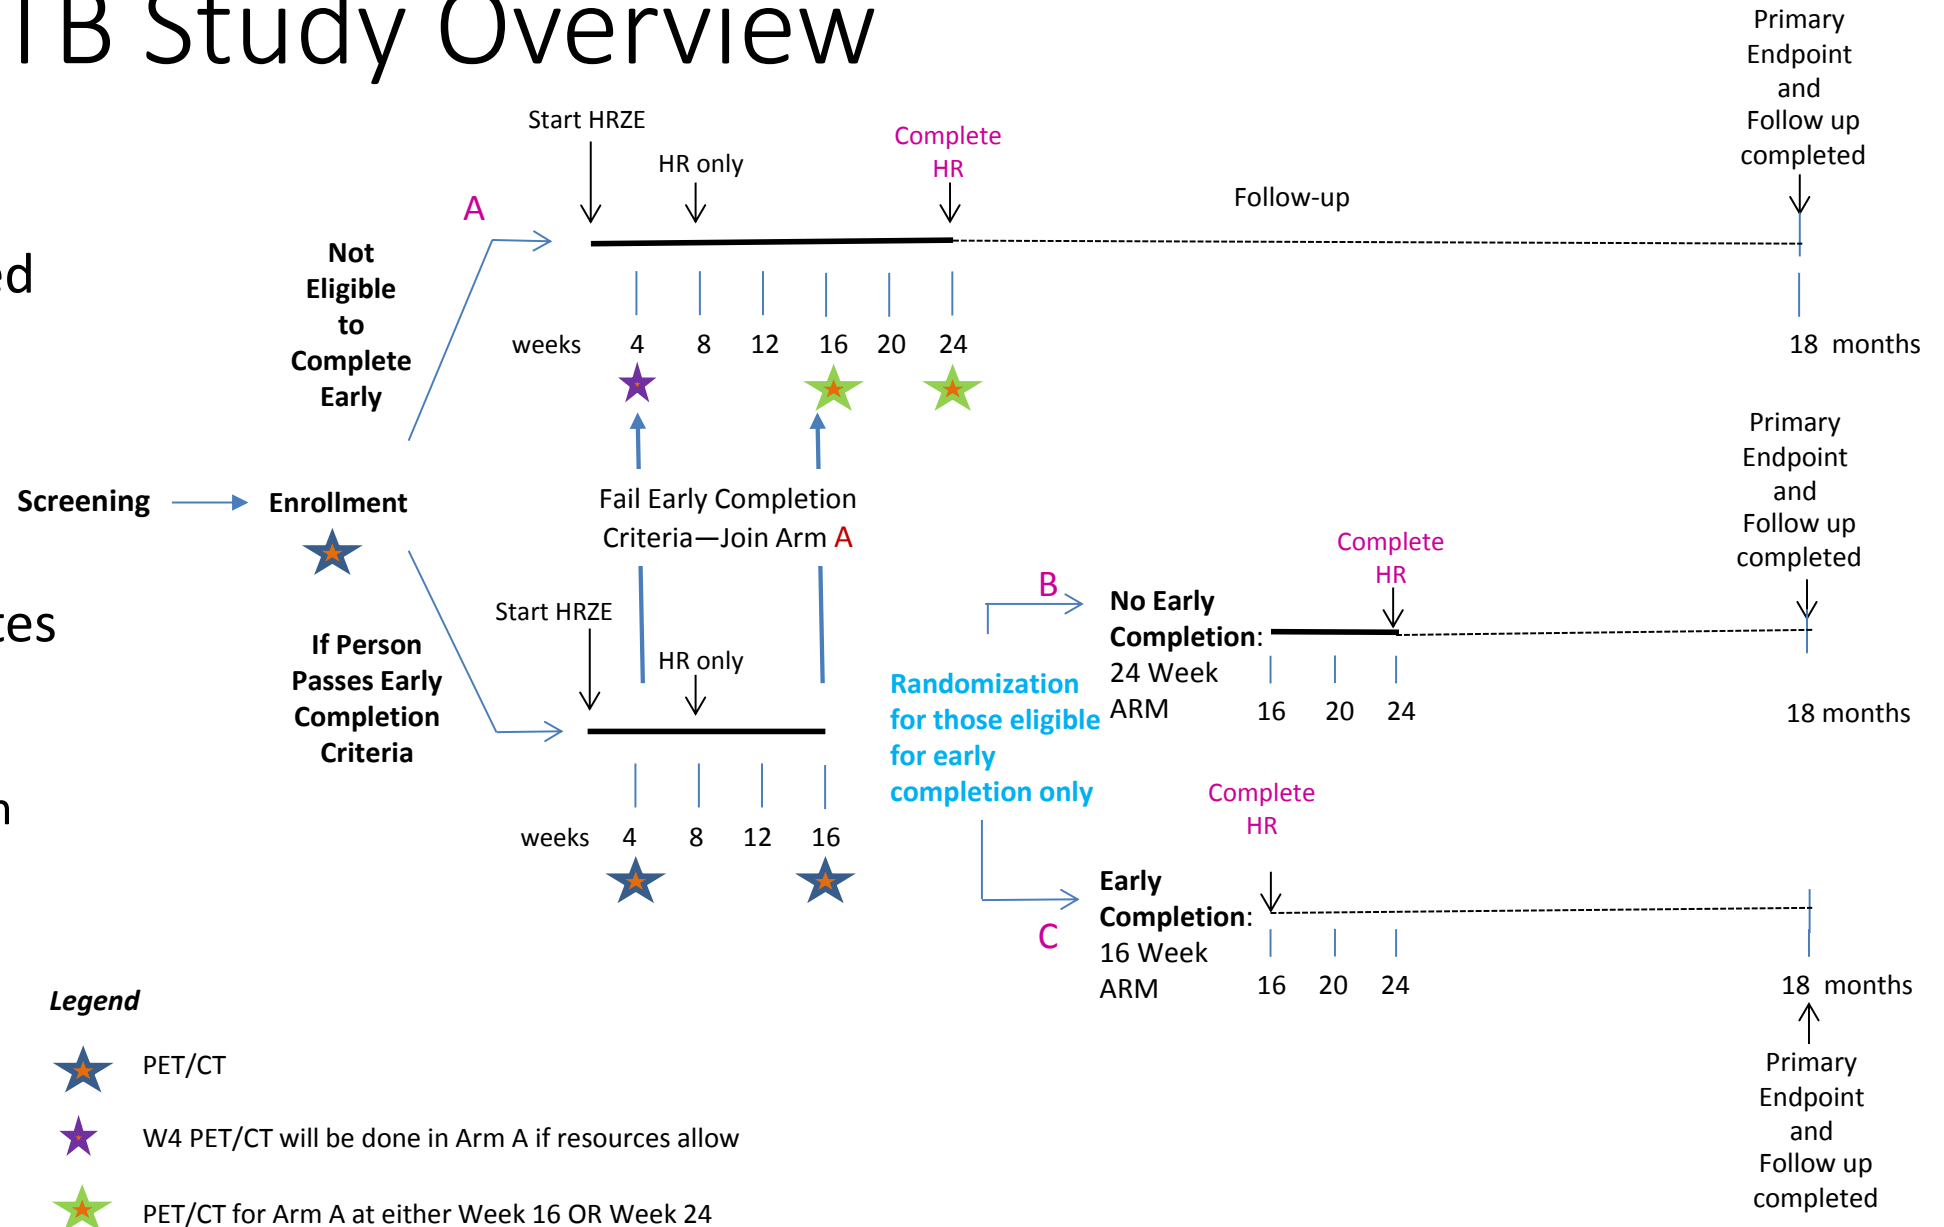 TB Study Overview
Primary
Endpoint
and
Follow up
completed
Start HRZE
HR only
Complete
HR
Follow-up
A
Not
Eligible
to
Complete
Early
weeks 4 8 12 16 20 24
18 months
Screening
Enrollment
Fail Early Completion
Criteria—Join Arm A
If Person
Passes Early
Completion
Criteria
Start HRZE
HR only
weeks 4 8 12 16
Randomization
for those eligible
for early
completion only
B
No Early
Completion:
24 Week
ARM
Complete
HR
16 20 24
Primary
Endpoint
and
Follow up
completed
18 months
C
Early
Completion:
16 Week
ARM
Complete
HR
16 20 24
18 months
Primary
Endpoint
and
Follow up
completed
Legend
PET/CT
W4 PET/CT will be done in Arm A if resources allow
PET/CT for Arm A at either Week 16 OR Week 24